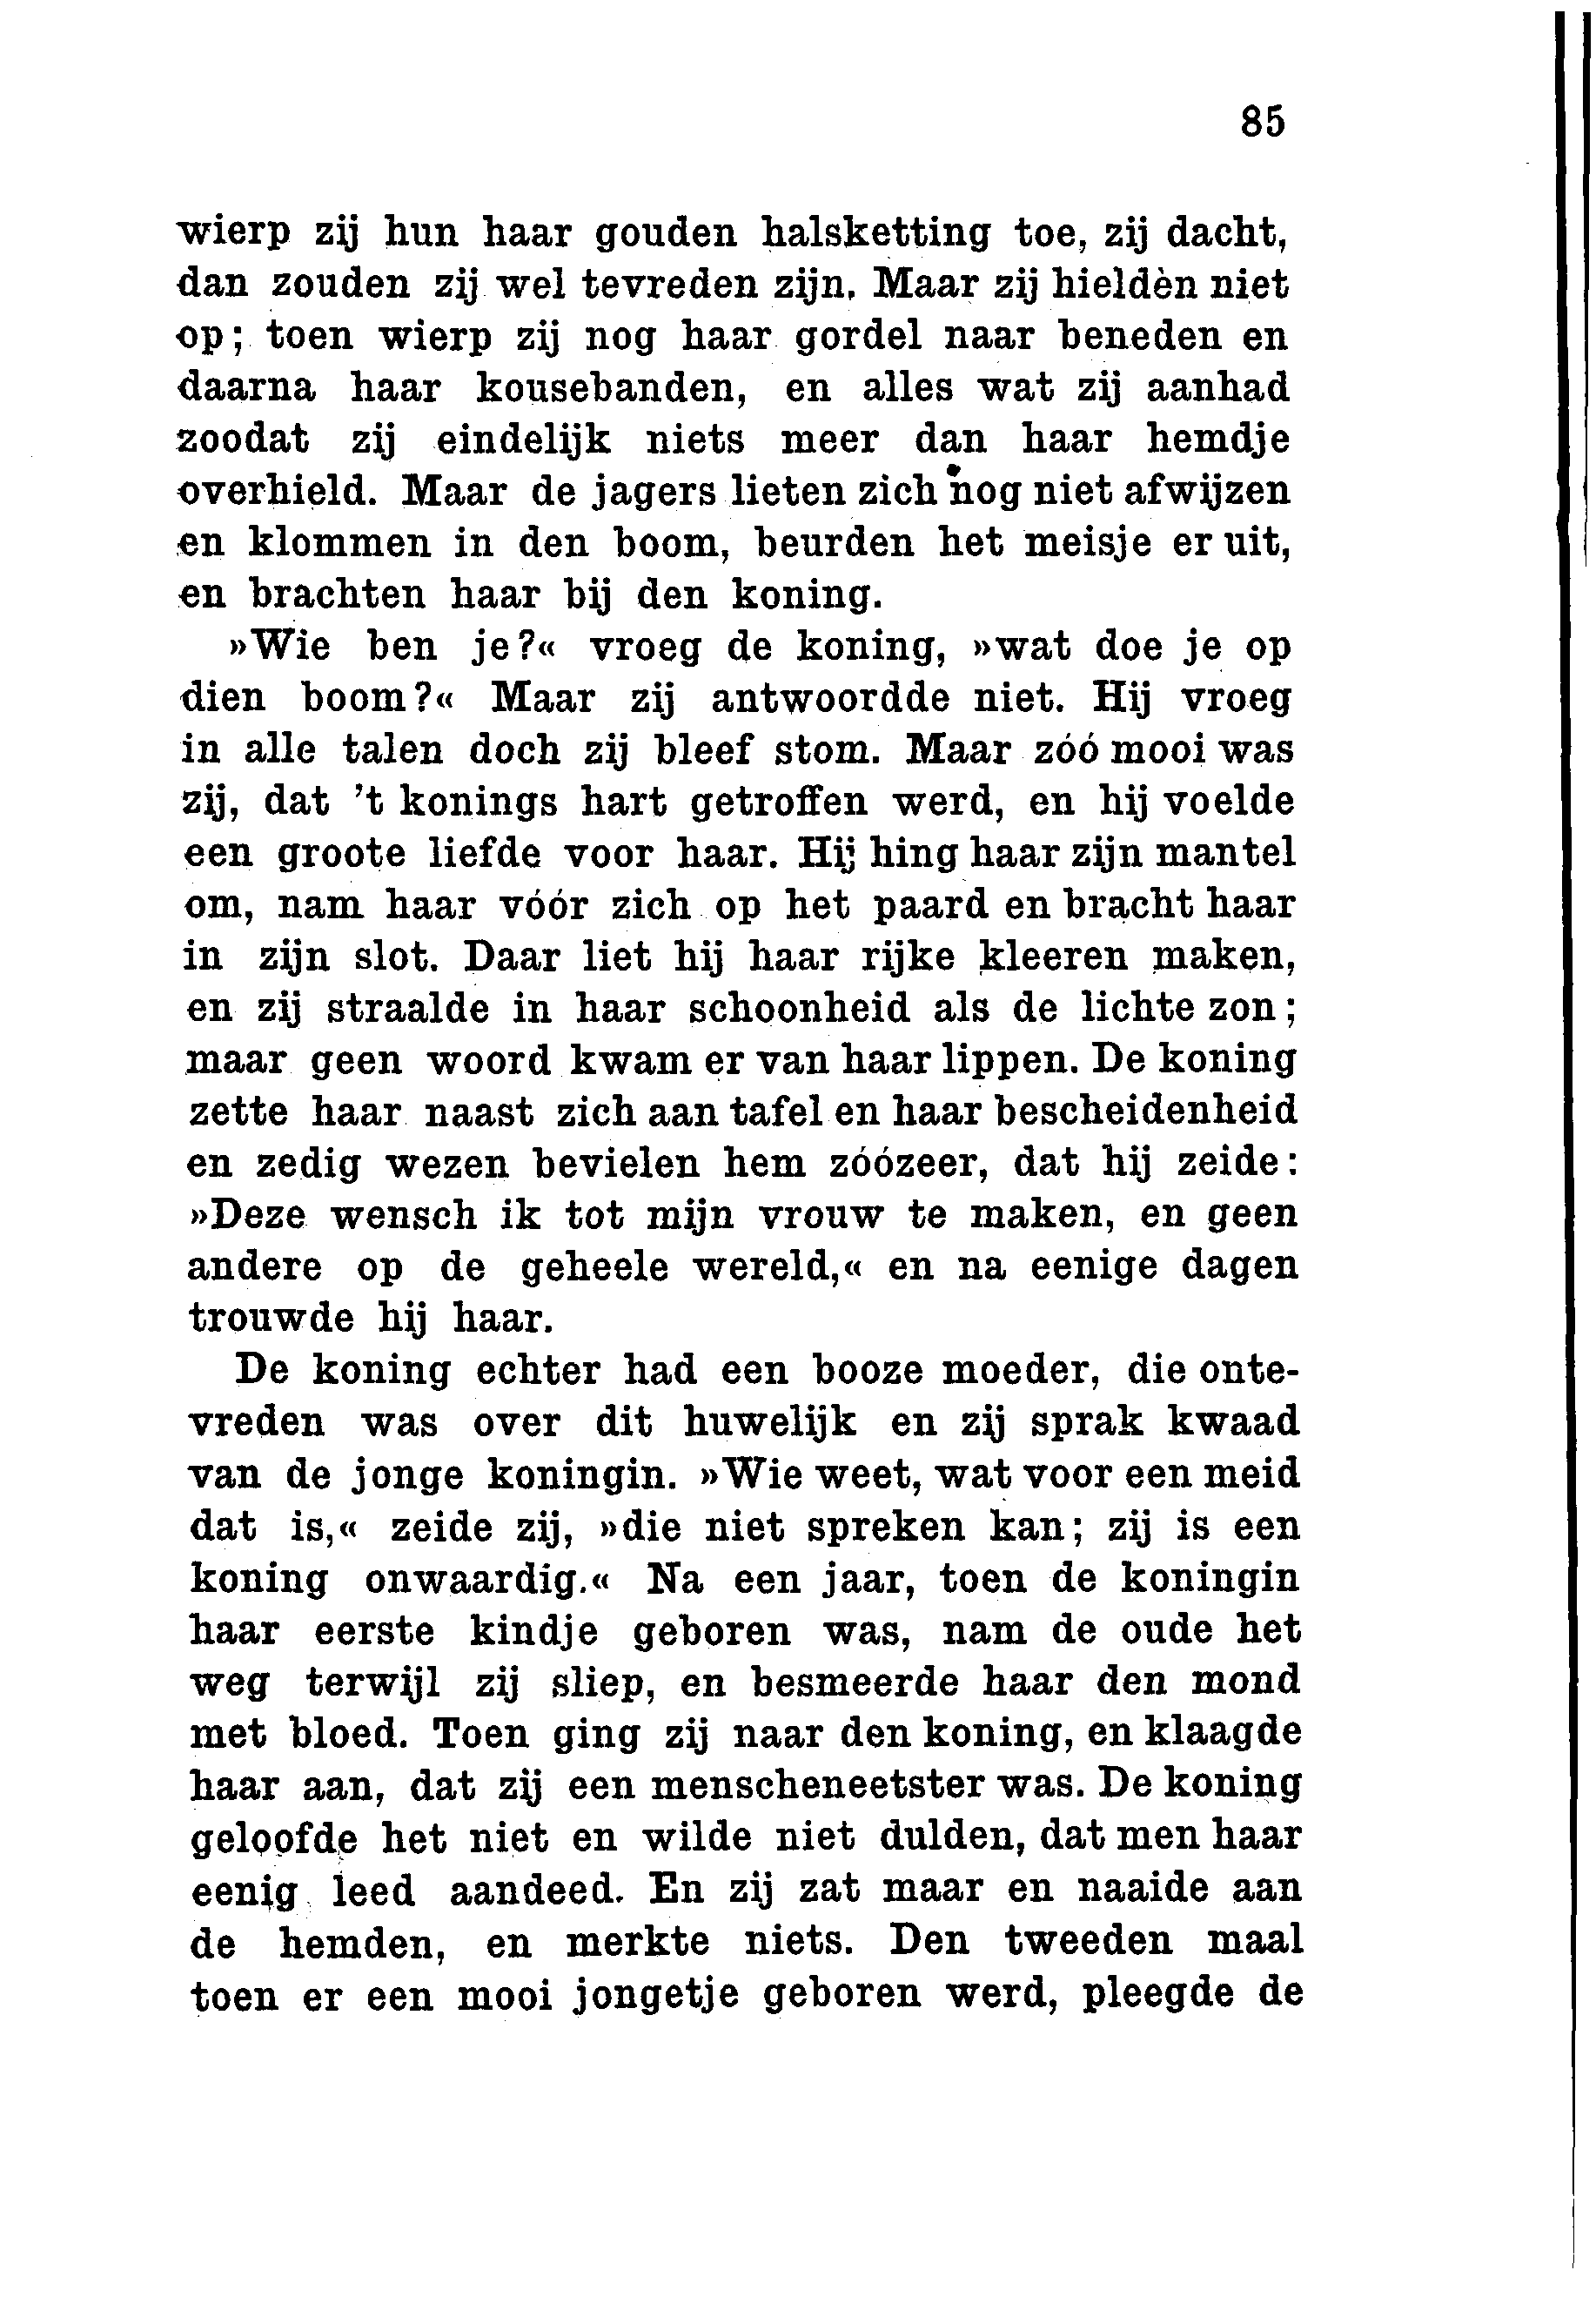 85
wierp zij hun haar gouden halsketting toe, zij dacht,
dan zouden zij wel tevreden zijn. Maar zij hieldèn niet
op; toen wierp zij nog haar gordel naar beneden en
daarna haar kousebanden, en alles wat zij aanhad
zoodat zij eindelijk niets meer dan haar hemdje
overhield. Maar de jagers lieten zich nog niet afwijzen
en klommen in den boom, beurden het meisje er uit,
en brachten haar bij den koning.
»Wie ben je?« vroeg de koning, »wat doe je op
dien boom?« Maar zij antwoordde niet. Hij vroeg
in alle talen doch zij bleef stom. Maar zóó mooi was
zij, dat 't konings hart getroffen werd, en hij voelde
een groote liefde voor haar. Hij hing haar zijn mantel
om, nam haar vóór zich op het paard en bracht haar
in zijn slot. Daar liet hij haar rijke kleeren maken,
en zij straalde in haar schoonheid als de lichte zon;
maar geen woord kwam er van haar lippen. De koning
zette haar naast zich aan tafel en haar bescheidenheid
en zedig wezen bevielen hem zóózeer, dat hij zeide:
»Deze wensch ik tot mijn vrouw te maken, en geen
andere op de geheele wereld,« en na eenige dagen
trouwde hij haar.
De koning echter had een booze moeder, die onte-
vreden was over dit huwelijk en zij sprak kwaad
van de jonge koningin. »Wie weet, wat voor een meid
dat is,« zeide zij, »die niet spreken kan; zij is een
koning onwaardig.« Na een jaar, toen de koningin
haar eerste kindje geboren was, nam de oude het
weg terwijl zij sliep, en besmeerde haar den mond
met bloed. Toen ging zij naar den koning, en klaagde
haar aan, dat zij een menscheneetster was. De koning
geloofde het niet en wilde niet dulden, dat men haar
eenig leed aandeed. En zij zat maar en naaide aan
de hemden, en merkte niets. Den tweeden maal
toen er een mooi jongetje geboren werd, pleegde de